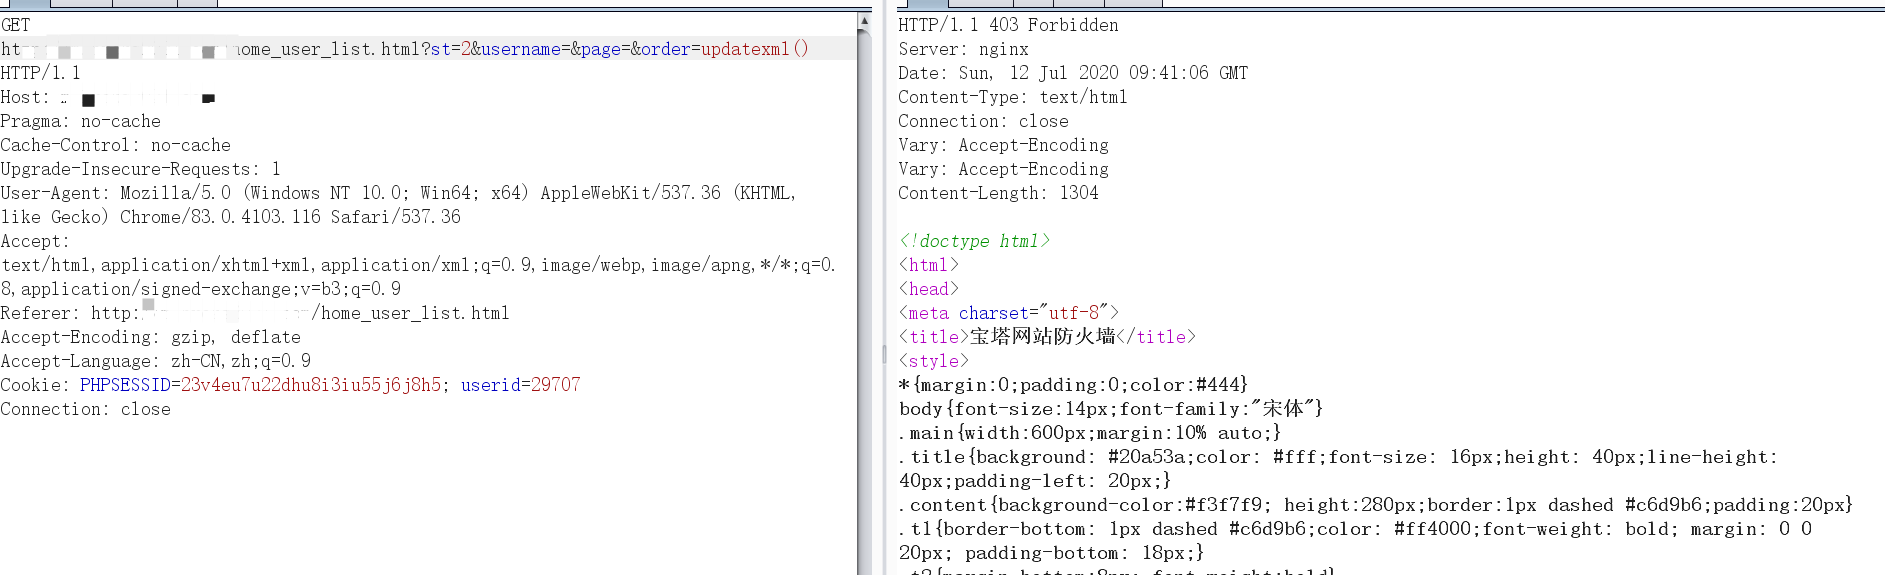 GET
home_user_list.html?st=2&username=&page=&order=updatexml()
HTTP/1.1
Host:
Pragma: no-cache
Cache-Control: no-cache
Upgrade-Insecure-Requests: 1
User-Agent: Mozilla/5.0 (Windows NT 10.0; Win64; x64) AppleWebKit/537.36 (KHTML,
like Gecko) Chrome/83.0.4103.116 Safari/537.36
Accept:
text/html,application/xhtml+xml,application/xml;q=0.9,image/webp,image/apng,*/*;q=0.
8,application/signed-exchange;v=b3;q=0.9
Referer: http: /home_user_list.html
Accept-Encoding: gzip, deflate
Accept-Language: zh-CN,zh;q=0.9
Cookie: PHPSESSID=23v4eu7u22dhu8i3iu55j6j8h5; userid=29707
Connection: close
HTTP/1.1 403 Forbidden
Server: nginx
Date: Sun, 12 Jul 2020 09:41:06 GMT
Content-Type: text/html
Connection: close
Vary: Accept-Encoding
Vary: Accept-Encoding
Content-Length: 1304
<!doctype html>
<html>
<head>
<meta charset="utf-8">
<title>宝塔网站防火墙</title>
<style>
*{margin:0;padding:0;color:#444}
body{font-size:14px;font-family:"宋体"}
.main{width:600px;margin:10% auto;}
.title{background: #20a53a;color: #fff;font-size: 16px;height: 40px;line-height:
40px;padding-left: 20px;}
.content{background-color:#f3f7f9; height:280px;border:1px dashed #c6d9b6;padding:20px}
.t1{border-bottom: 1px dashed #c6d9b6;color: #ff4000;font-weight: bold; margin: 0 0
20px; padding-bottom: 18px;}
.t2{margin-bottom:8px; font-weight:bold}